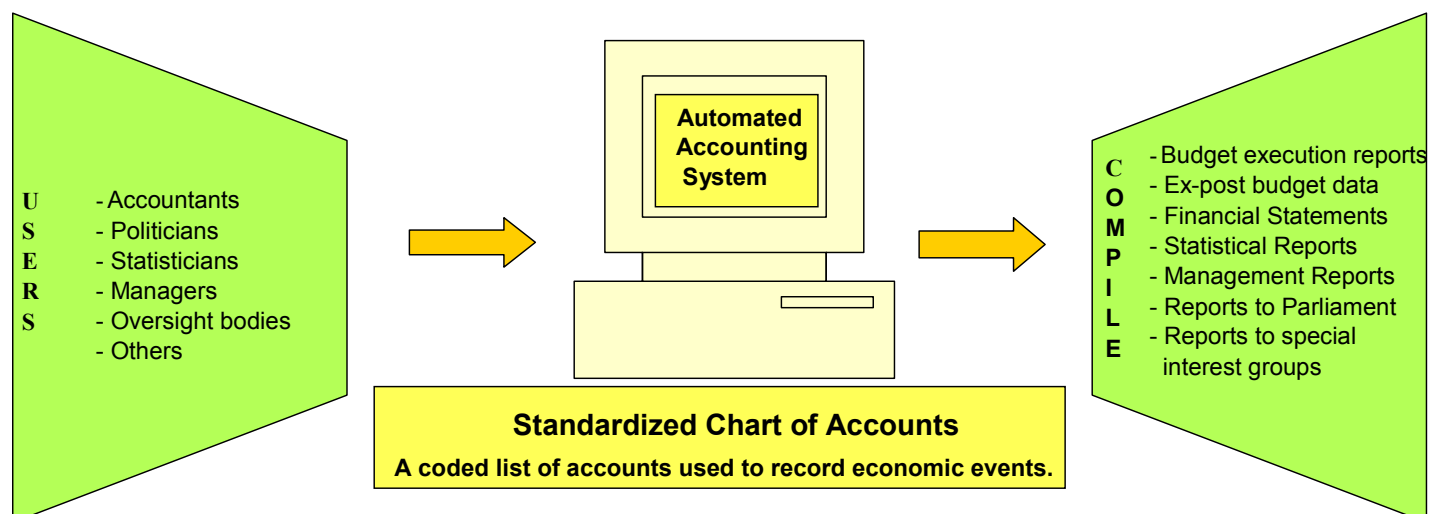 U
S
E
R
S
- Accountants
- Politicians
- Statisticians
- Managers
- Oversight bodies
- Others
Automated
Accounting
System
Standardized Chart of Accounts
A coded list of accounts used to record economic events.
C
O
M
P
I
L
E
- Budget execution reports
- Ex-post budget data
- Financial Statements
- Statistical Reports
- Management Reports
- Reports to Parliament
- Reports to special
interest groups